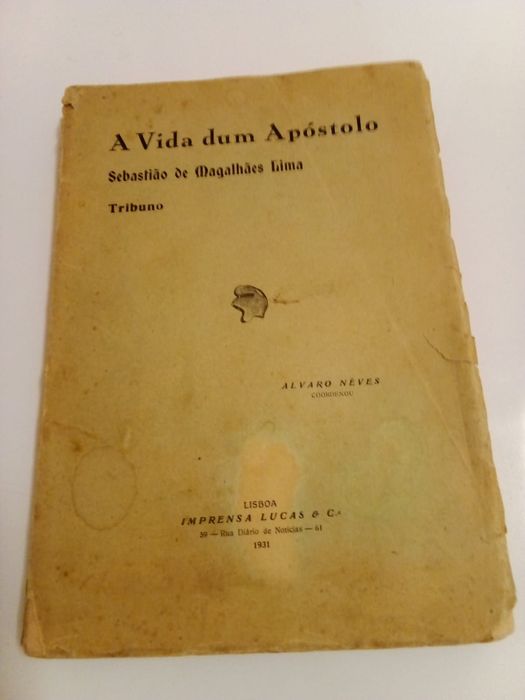 A Vida dum Apóstolo
Sebastião de Magalhães Lima
Tribuno
ALVARO NÉVES
COORDENOU
LISBOA
IMPRENSA LUCAS & C.ª
59 — Rua Diário de Notícias — 61
1931